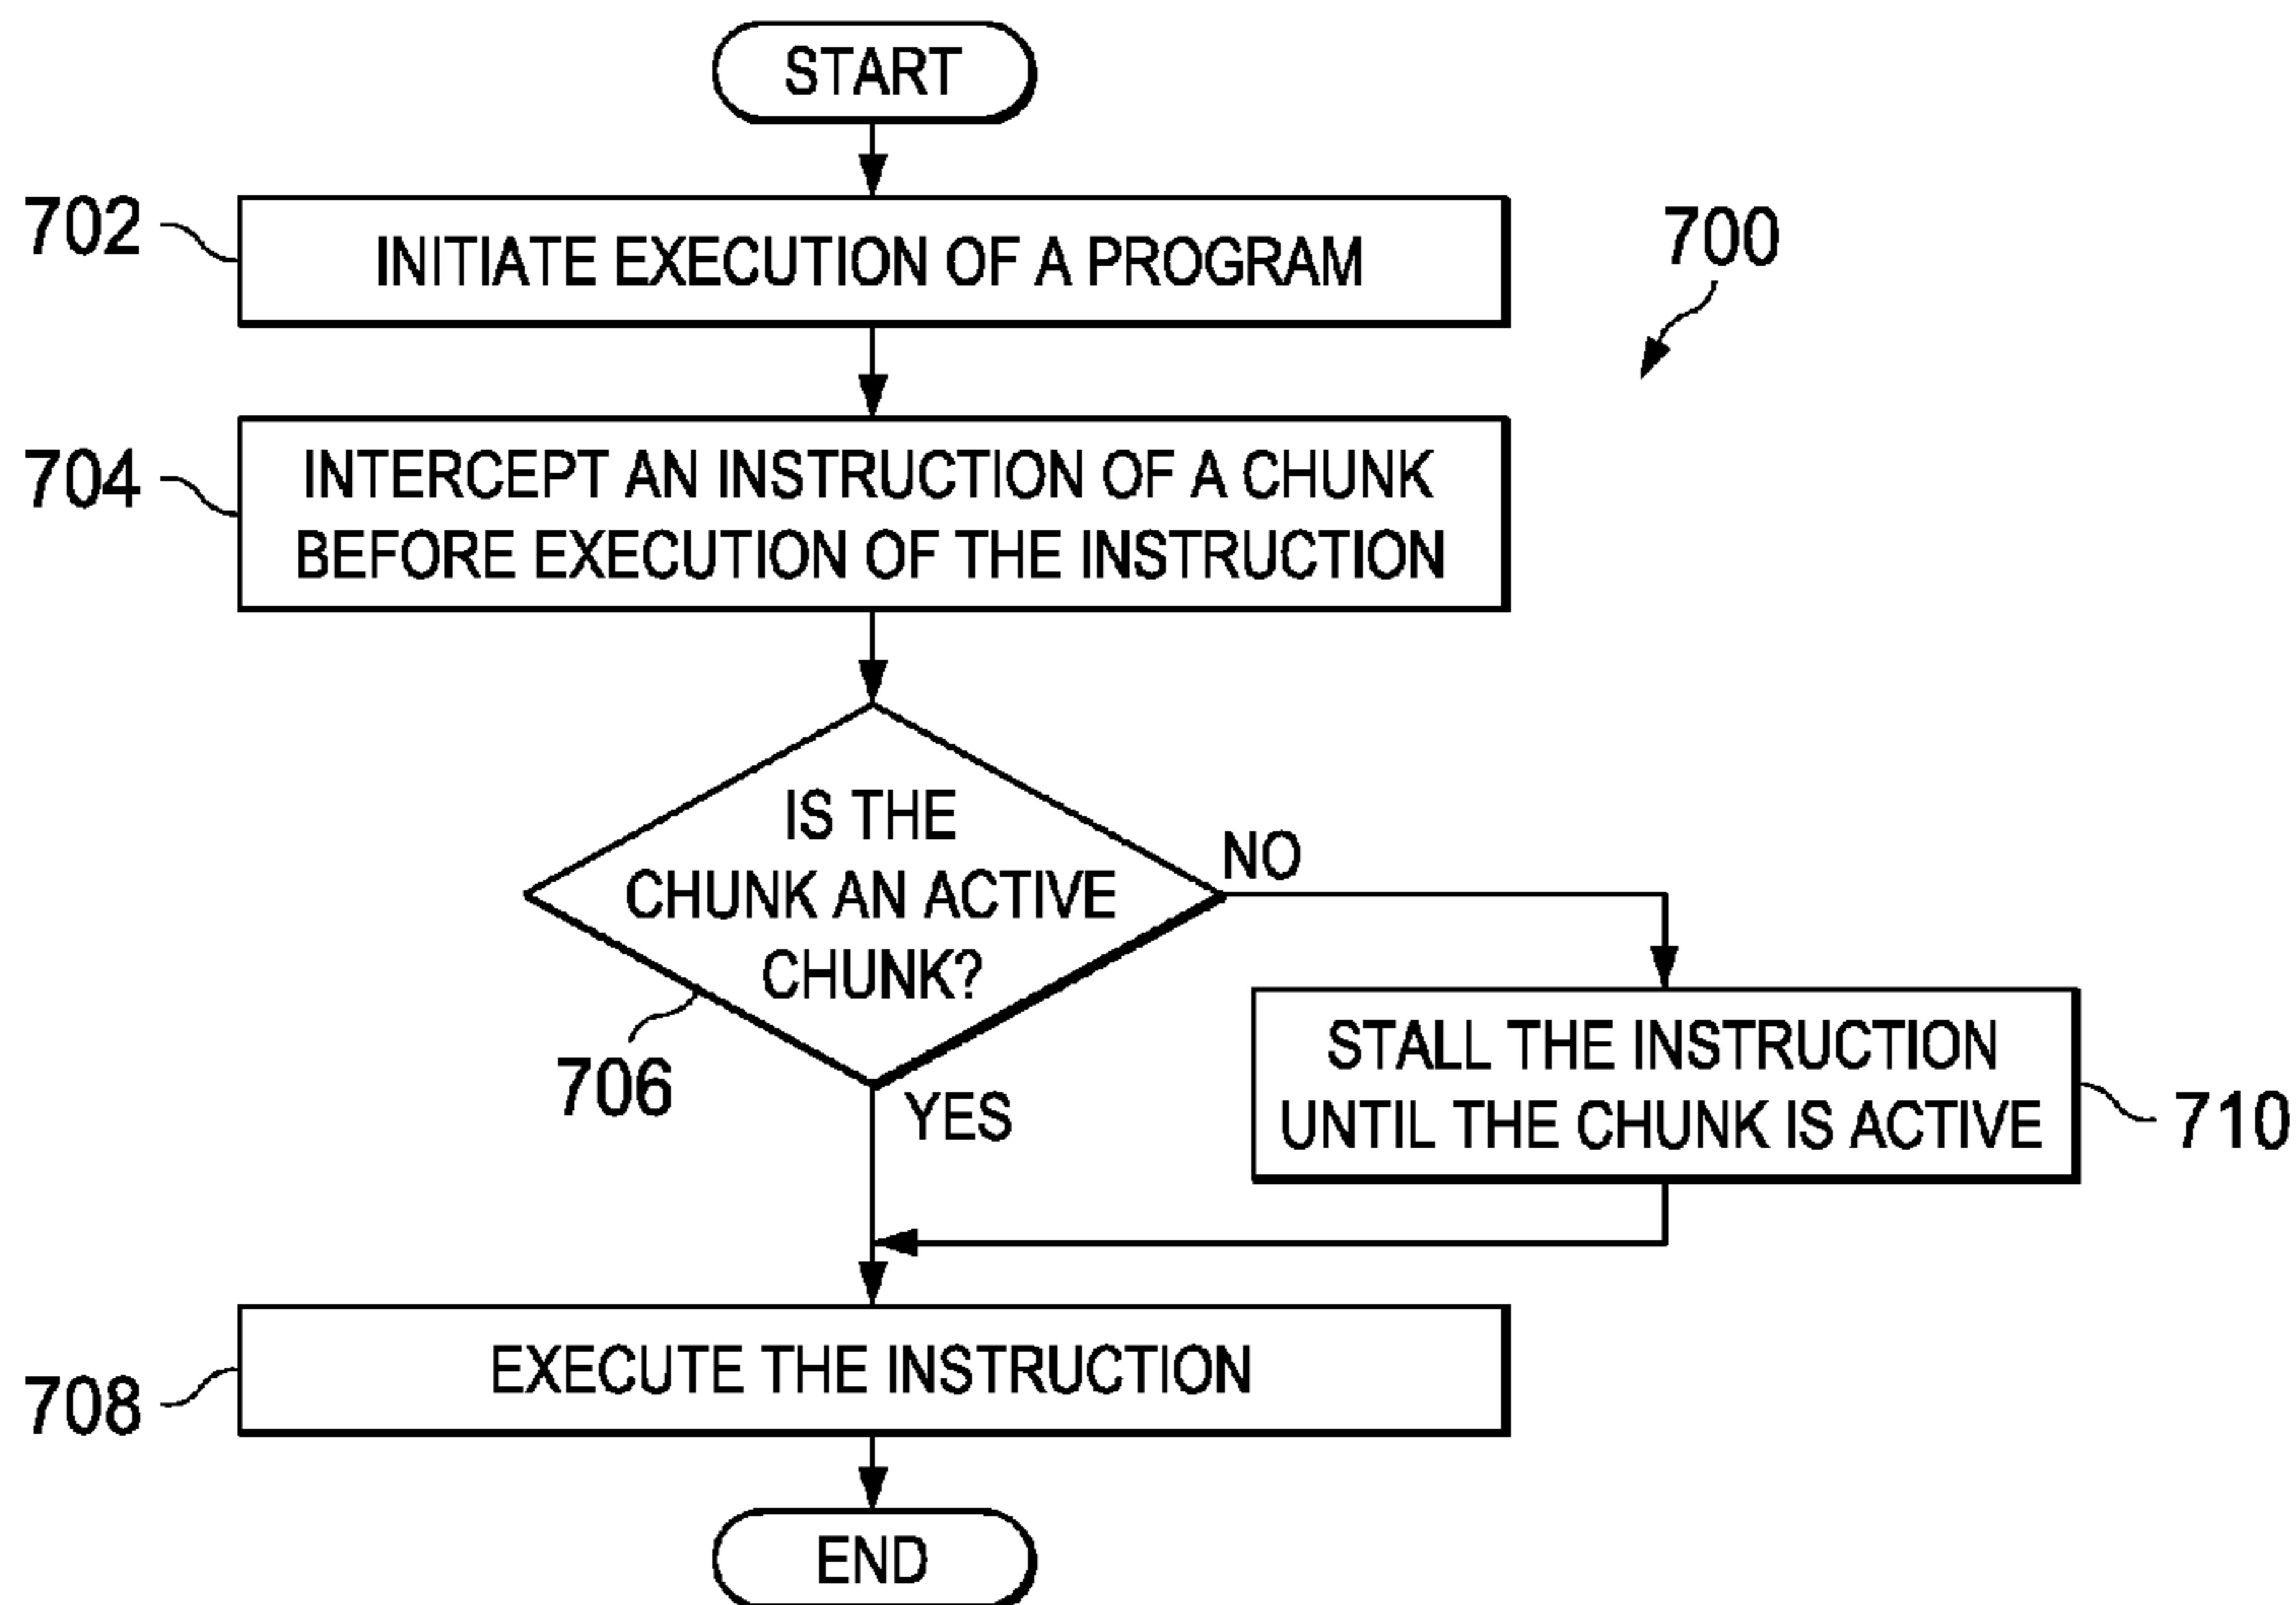 START
702
INITIATE EXECUTION OF A PROGRAM
700
704
INTERCEPT AN INSTRUCTION OF A CHUNK
BEFORE EXECUTION OF THE INSTRUCTION
IS THE
CHUNK AN ACTIVE
CHUNK?
NO
706
YES
STALL THE INSTRUCTION
UNTIL THE CHUNK IS ACTIVE
710
708
EXECUTE THE INSTRUCTION
END